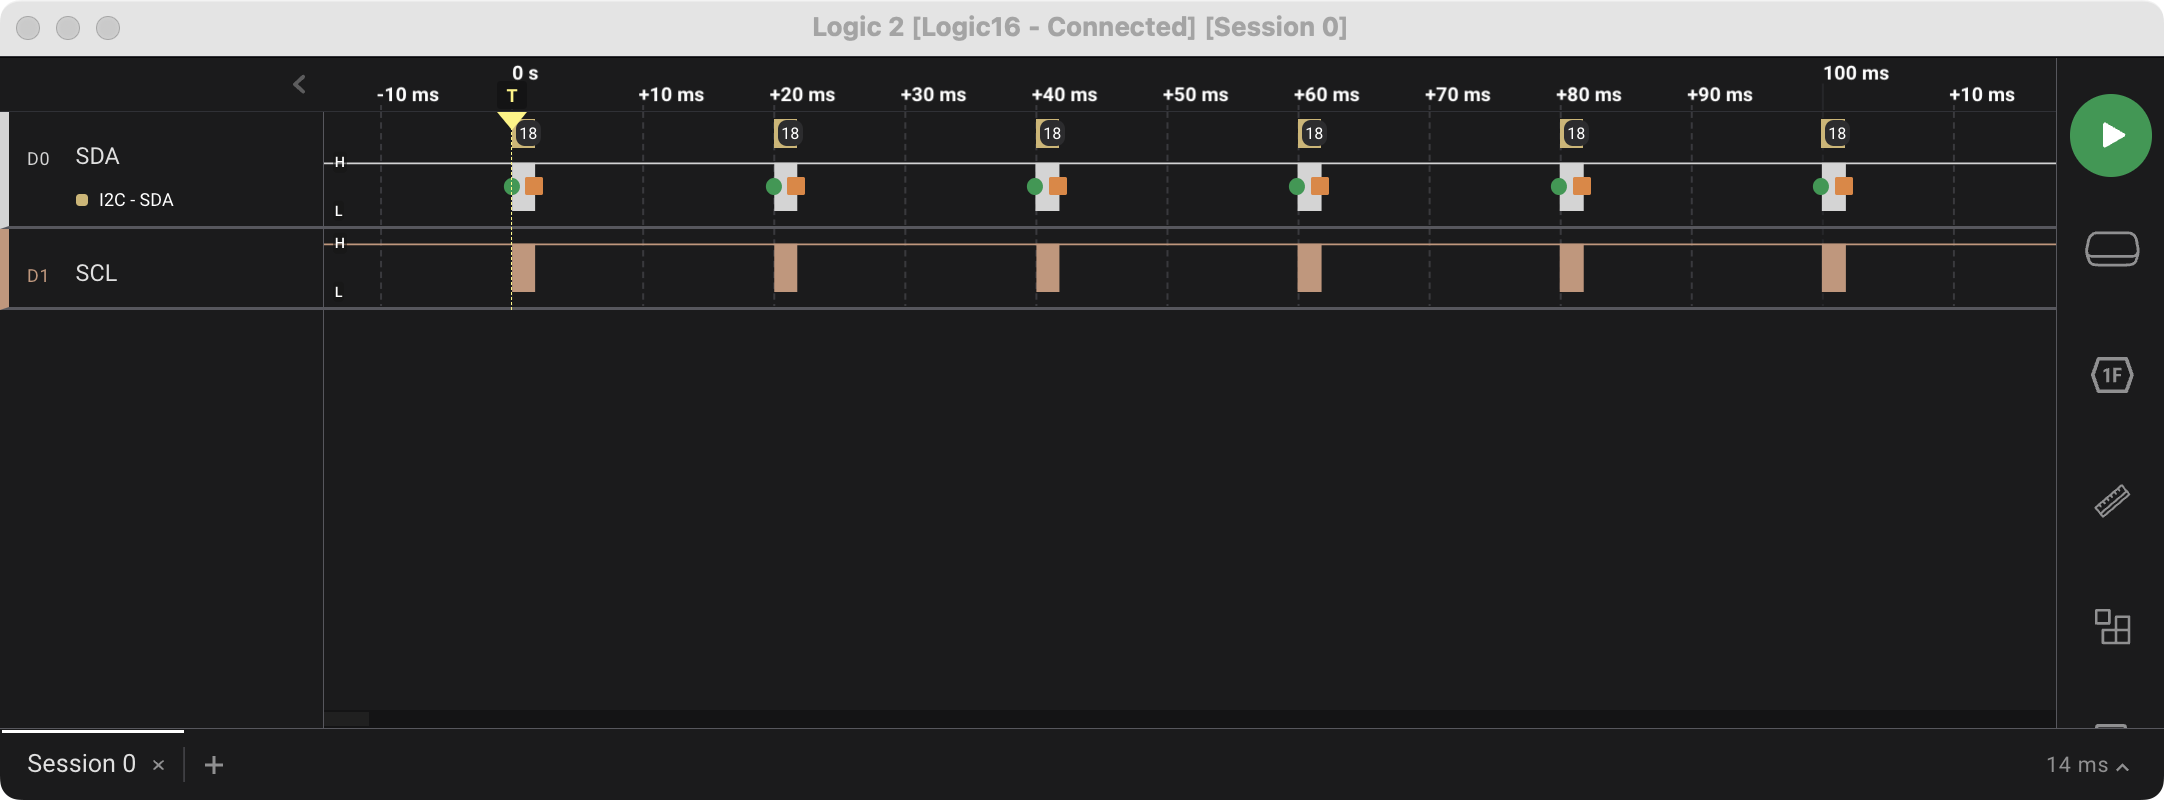 Logic 2 [Logic16 - Connected] [Session 0]
0 s 100 ms
-10 ms T +10 ms +20 ms +30 ms +40 ms +50 ms +60 ms +70 ms +80 ms +90 ms +10 ms
18 18 18 18 18 18
D0 SDA H
I2C - SDA L
H
D1 SCL
L
1F
Session 0 × +
14 ms